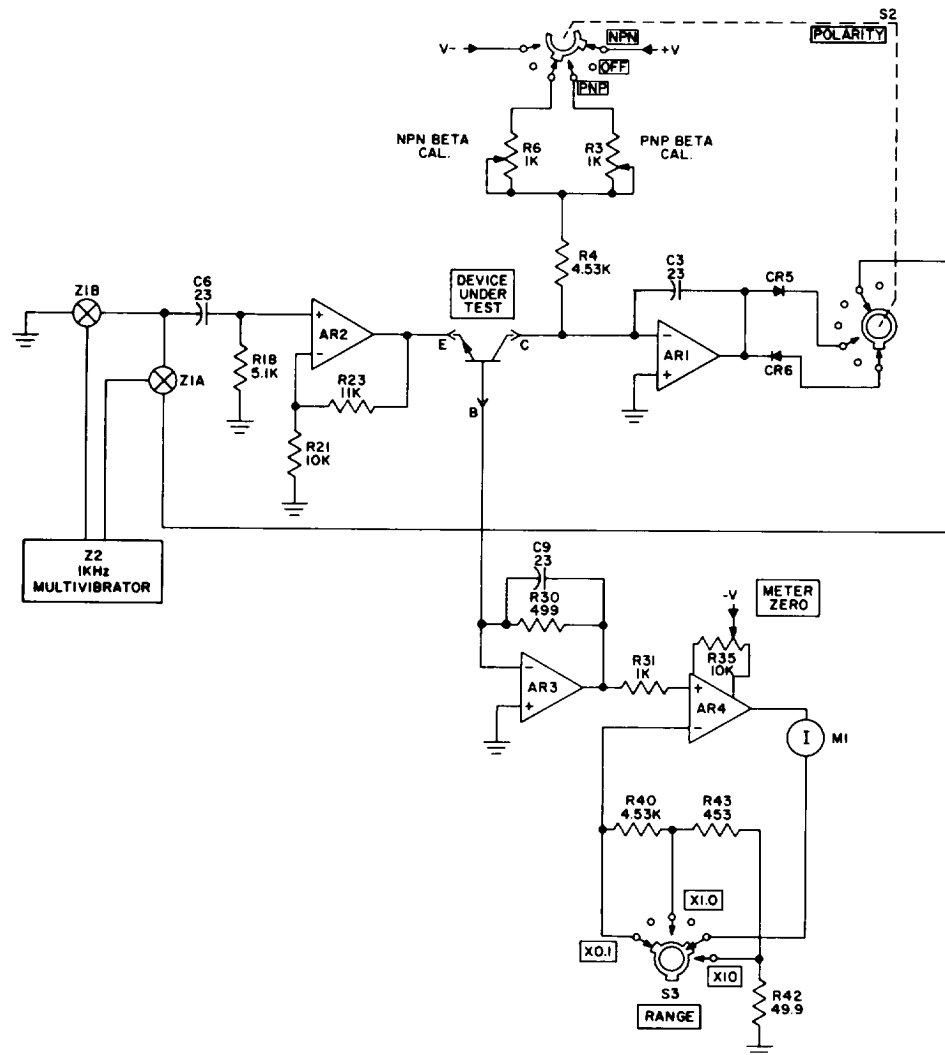 S2
POLARITY
V-
NPN
+V
OFF
PNP
NPN BETA
CAL.
R6
1K
R3
1K
PNP BETA
CAL.
R4
4.53K
C3
23
CR5
CR6
AR1
DEVICE
UNDER
TEST
E
C
B
Z1B
C6
23
AR2
R18
5.1K
Z1A
R23
11K
R21
10K
Z2
1KHz
MULTIVIBRATOR
C9
23
R30
499
AR3
R31
1K
-V
METER
ZERO
R35
10K
AR4
I
M1
R40
4.53K
R43
453
X1.0
X0.1
X10
S3
RANGE
R42
49.9
+
-
-
+
-
+
+
-